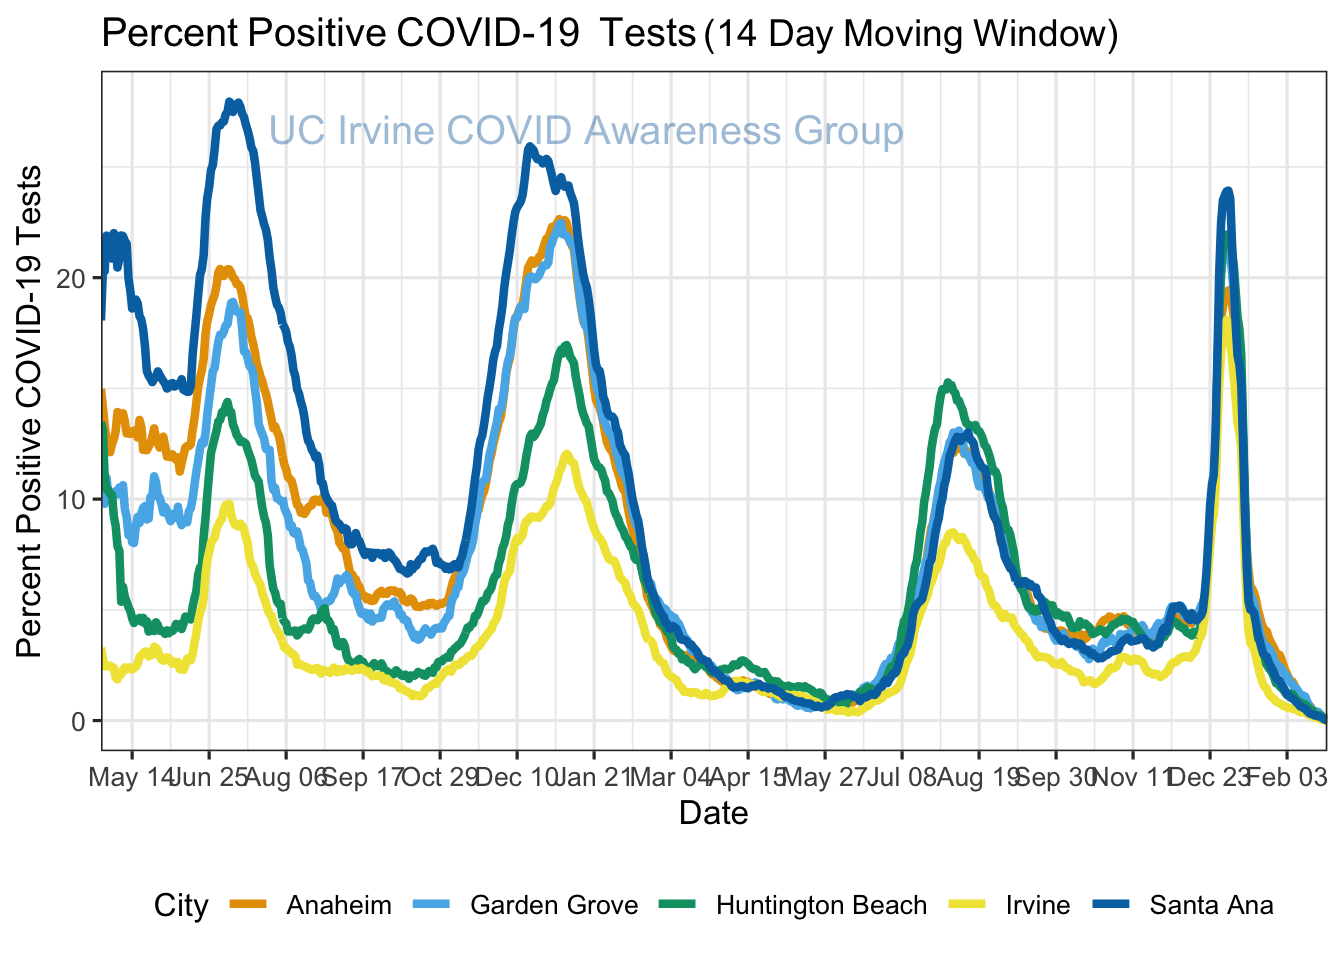 Percent Positive COVID-19 Tests (14 Day Moving Window)
UC Irvine COVID Awareness Group
Percent Positive COVID-19 Tests
20
10
0
May 14 Jun 25 Aug 06 Sep 17 Oct 29 Dec 10 Jan 21 Mar 04 Apr 15 May 27 Jul 08 Aug 19 Sep 30 Nov 11 Dec 23 Feb 03
Date
City Anaheim Garden Grove Huntington Beach Irvine Santa Ana